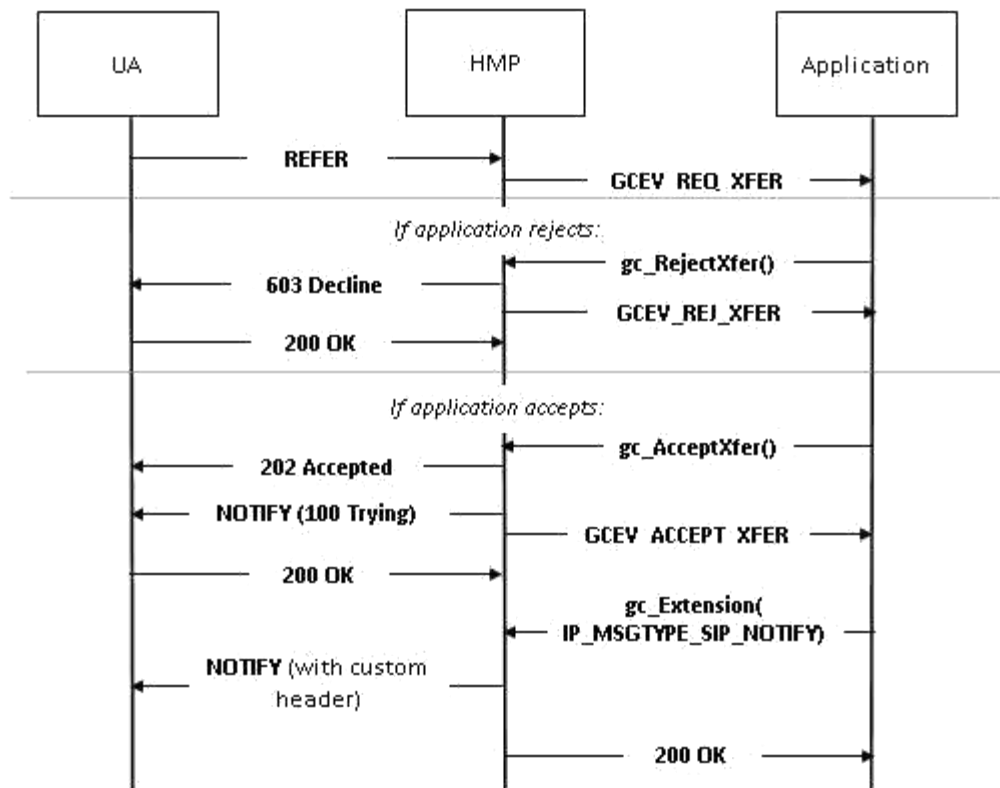 UA
HMP
Application
REFER
GCEV_REQ_XFER
If application rejects:
gc_RejectXfer()
603 Decline
GCEV_REJ_XFER
200 OK
If application accepts:
gc_AcceptXfer()
202 Accepted
NOTIFY (100 Trying)
GCEV_ACCEPT_XFER
200 OK
gc_Extension(
IP_MSGTYPE_SIP_NOTIFY)
NOTIFY (with custom
header)
200 OK